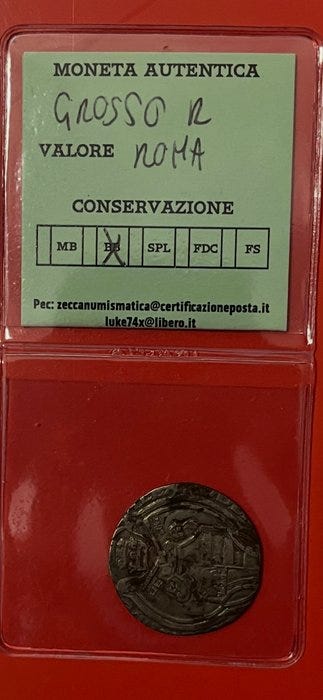 MONETA AUTENTICA
GROSSO R
VALORE ROMA
CONSERVAZIONE
MB BB SPL FDC FS
Pec: zeccanumismatica@certificazioneposta.it
luke74x@libero.it